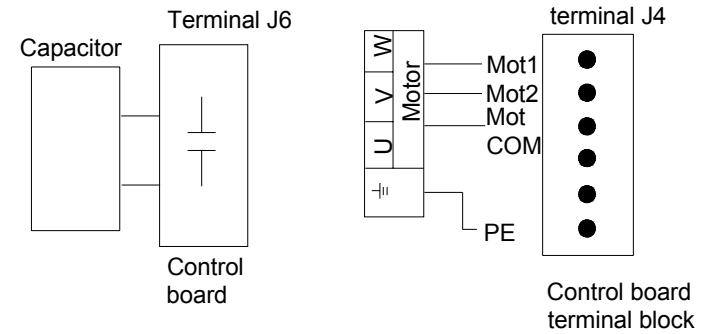 Terminal J6
Capacitor
Control
board
terminal J4
W
V
U
Motor
Mot1
Mot2
Mot
COM
PE
Control board
terminal block